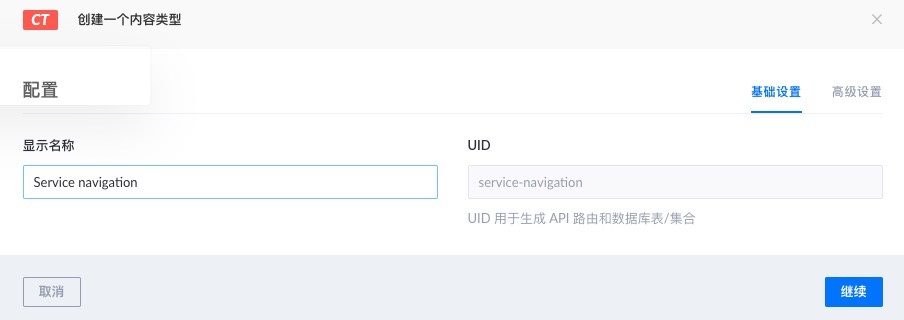 CT 创建一个内容类型 ×
配置
基础设置 高级设置
显示名称 UID
Service navigation service-navigation
UID 用于生成 API 路由和数据库表/集合
取消 继续